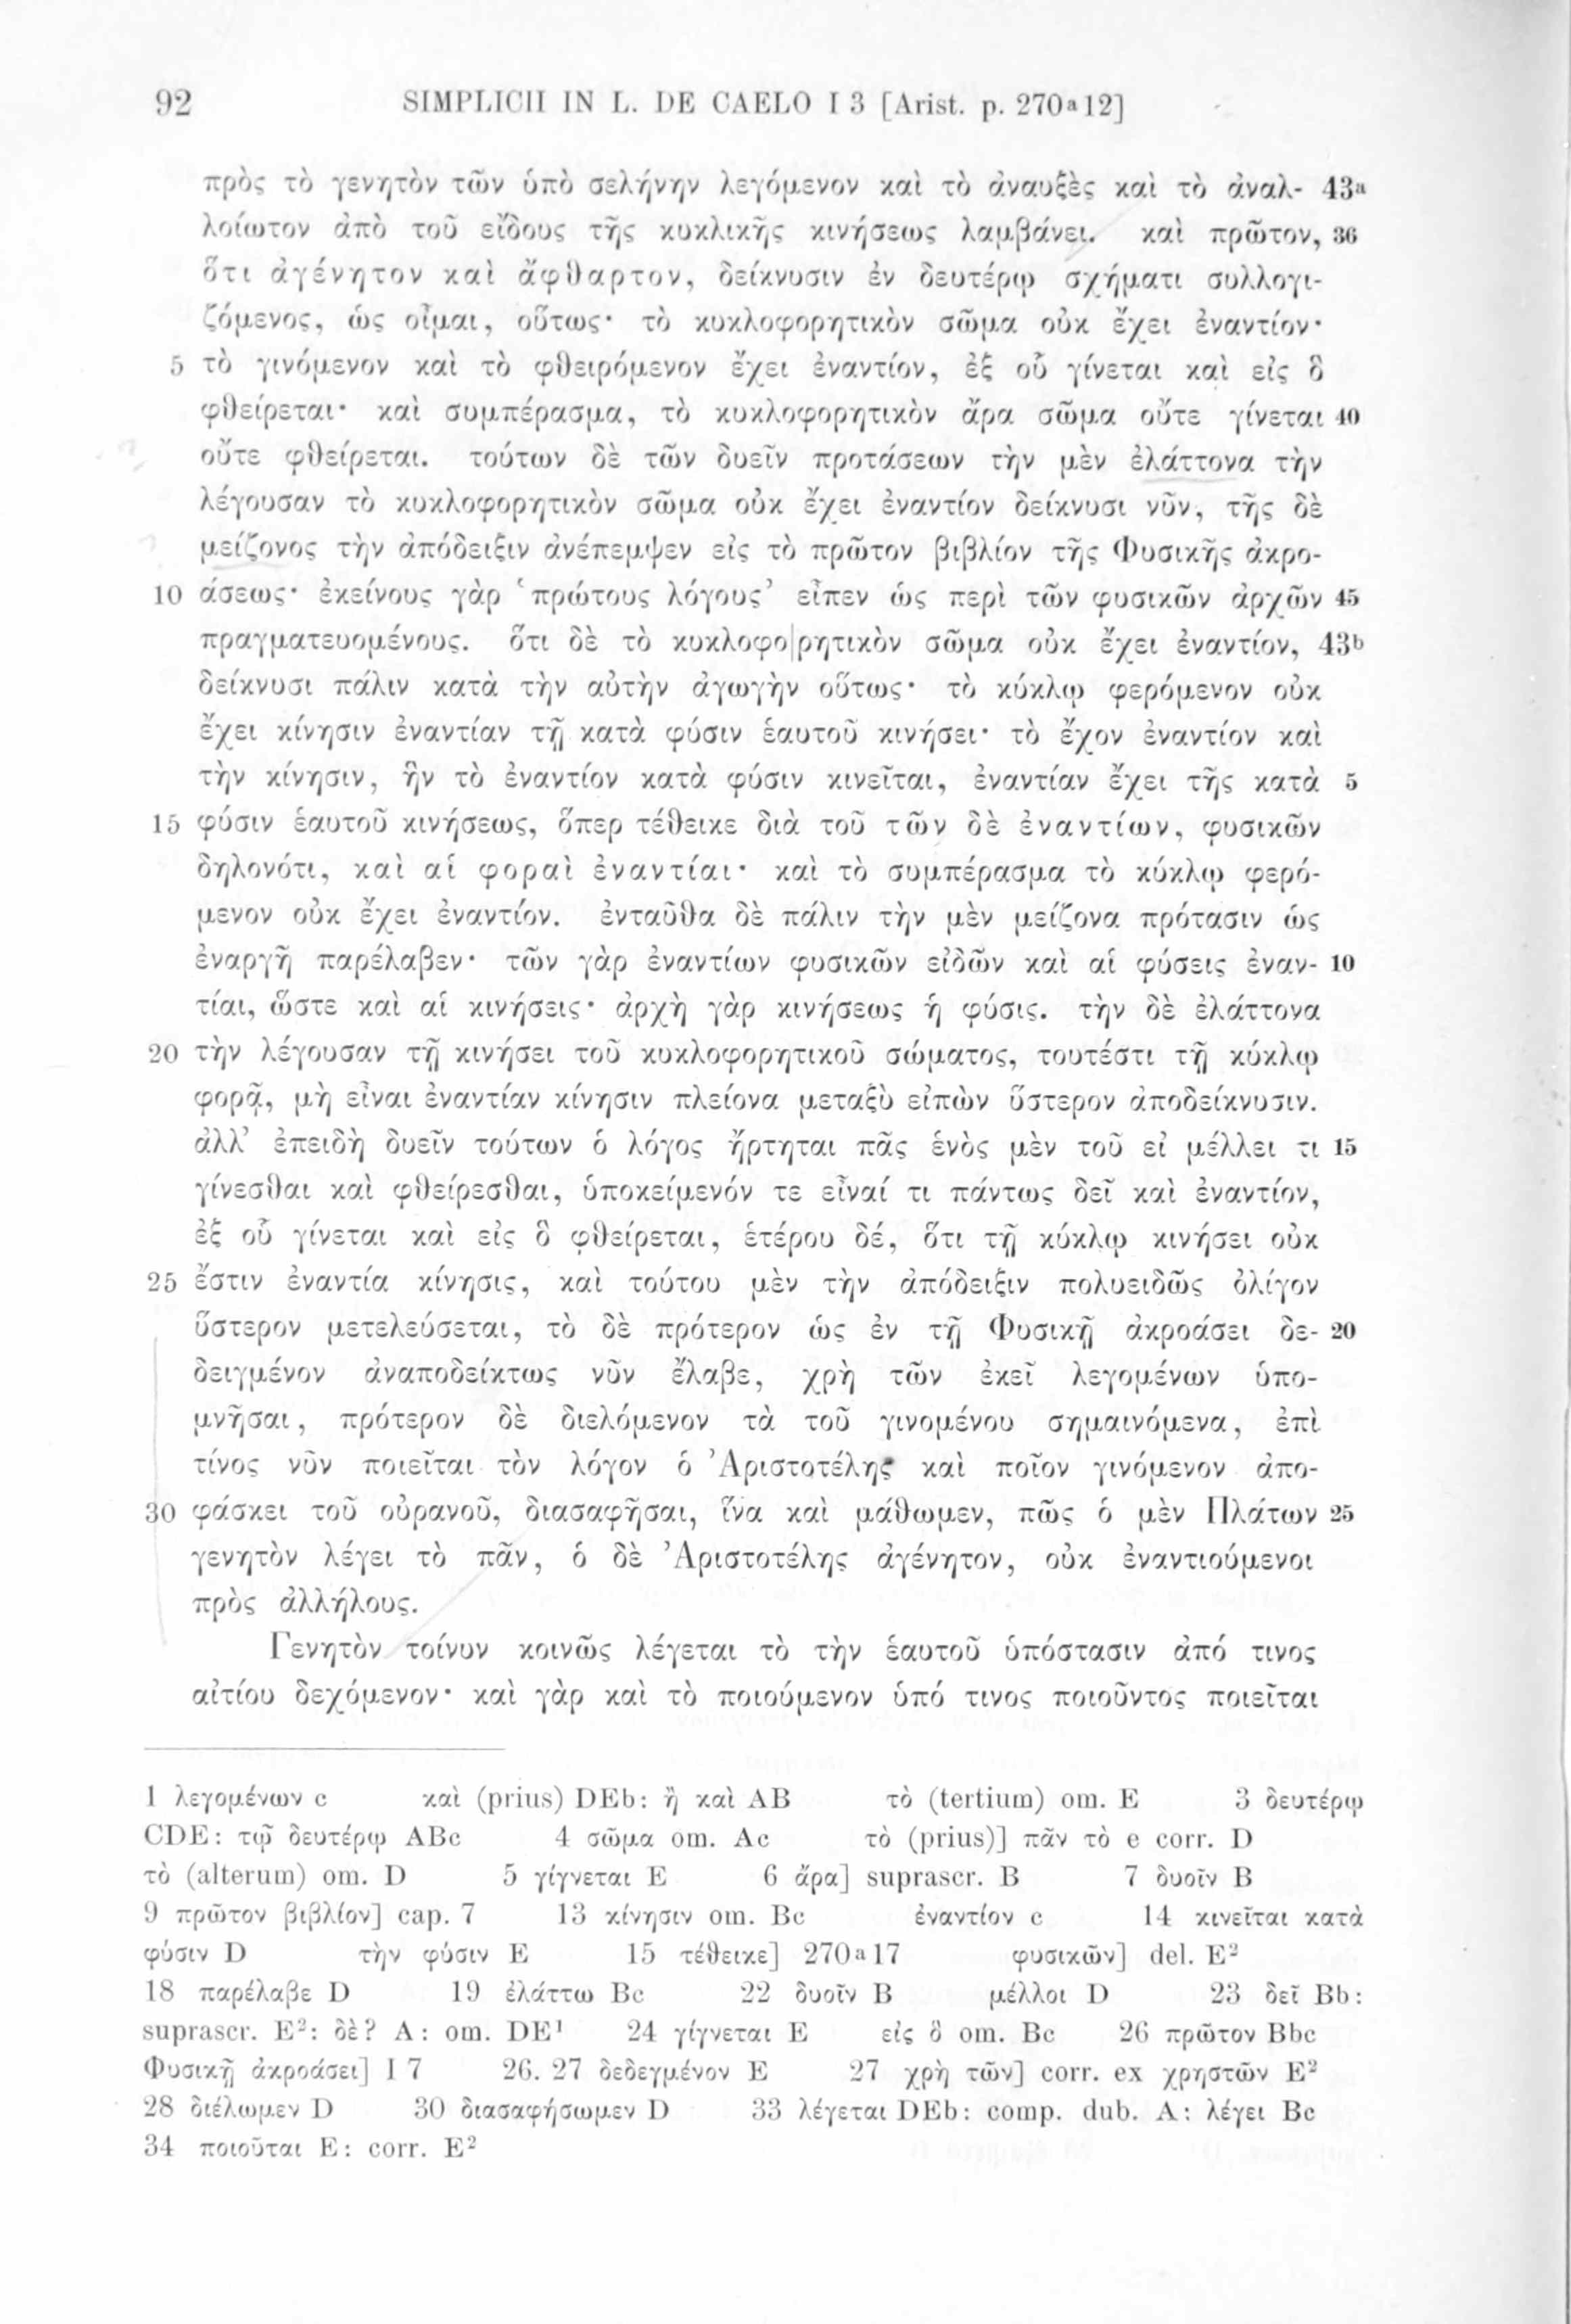 92 SIMPLICII IN L. DE CAELO I 3 [Arist. p. 270ᵃ12]
πρὸς τὸ γενητὸν τῶν ὑπὸ σελήνην λεγόμενον καὶ τὸ ἀναυξὲς καὶ τὸ ἀναλ- 43ᵃ
λοίωτον ἀπὸ τοῦ εἴδους τῆς κυκλικῆς κινήσεως λαμβάνει. καὶ πρῶτον, 36
ὅτι ἀγένητον καὶ ἄφθαρτον, δείκνυσιν ἐν δευτέρῳ σχήματι συλλογι-
ζόμενος, ὡς οἶμαι, οὕτως· τὸ κυκλοφορητικὸν σῶμα οὐκ ἔχει ἐναντίον·
5 τὸ γινόμενον καὶ τὸ φθειρόμενον ἔχει ἐναντίον, ἐξ οὗ γίνεται καὶ εἰς ὃ
φθείρεται· καὶ συμπέρασμα, τὸ κυκλοφορητικὸν ἄρα σῶμα οὔτε γίνεται 40
οὔτε φθείρεται. τούτων δὲ τῶν δυεῖν προτάσεων τὴν μὲν ἐλάττονα τὴν
λέγουσαν τὸ κυκλοφορητικὸν σῶμα οὐκ ἔχει ἐναντίον δείκνυσι νῦν, τῆς δὲ
μείζονος τὴν ἀπόδειξιν ἀνέπεμψεν εἰς τὸ πρῶτον βιβλίον τῆς Φυσικῆς ἀκρο-
10 άσεως· ἐκείνους γὰρ ‘πρώτους λόγους’ εἶπεν ὡς περὶ τῶν φυσικῶν ἀρχῶν 45
πραγματευομένους. ὅτι δὲ τὸ κυκλοφο|ρητικὸν σῶμα οὐκ ἔχει ἐναντίον, 43ᵇ
δείκνυσι πάλιν κατὰ τὴν αὐτὴν ἀγωγὴν οὕτως· τὸ κύκλῳ φερόμενον οὐκ
ἔχει κίνησιν ἐναντίαν τῇ κατὰ φύσιν ἑαυτοῦ κινήσει· τὸ ἔχον ἐναντίον καὶ
τὴν κίνησιν, ἣν τὸ ἐναντίον κατὰ φύσιν κινεῖται, ἐναντίαν ἔχει τῆς κατὰ 5
15 φύσιν ἑαυτοῦ κινήσεως, ὅπερ τέθεικε διὰ τοῦ τῶν δὲ ἐναντίων, φυσικῶν
δηλονότι, καὶ αἱ φοραὶ ἐναντίαι· καὶ τὸ συμπέρασμα τὸ κύκλῳ φερό-
μενον οὐκ ἔχει ἐναντίον. ἐνταῦθα δὲ πάλιν τὴν μὲν μείζονα πρότασιν ὡς
ἐναργῆ παρέλαβεν· τῶν γὰρ ἐναντίων φυσικῶν εἰδῶν καὶ αἱ φύσεις ἐναν- 10
τίαι, ὥστε καὶ αἱ κινήσεις· ἀρχὴ γὰρ κινήσεως ἡ φύσις. τὴν δὲ ἐλάττονα
20 τὴν λέγουσαν τῇ κινήσει τοῦ κυκλοφορητικοῦ σώματος, τουτέστι τῇ κύκλῳ
φορᾷ, μὴ εἶναι ἐναντίαν κίνησιν πλείονα μεταξὺ εἰπὼν ὕστερον ἀποδείκνυσιν.
ἀλλ’ ἐπειδὴ δυεῖν τούτων ὁ λόγος ἤρτηται πᾶς ἑνὸς μὲν τοῦ εἰ μέλλει τι 15
γίνεσθαι καὶ φθείρεσθαι, ὑποκείμενόν τε εἶναί τι πάντως δεῖ καὶ ἐναντίον,
ἐξ οὗ γίνεται καὶ εἰς ὃ φθείρεται, ἑτέρου δέ, ὅτι τῇ κύκλῳ κινήσει οὐκ
25 ἔστιν ἐναντία κίνησις, καὶ τούτου μὲν τὴν ἀπόδειξιν πολυειδῶς ὀλίγον
ὕστερον μετελεύσεται, τὸ δὲ πρότερον ὡς ἐν τῇ Φυσικῇ ἀκροάσει δε- 20
δειγμένον ἀναποδείκτως νῦν ἔλαβε, χρὴ τῶν ἐκεῖ λεγομένων ὑπο-
μνῆσαι, πρότερον δὲ διελόμενον τὰ τοῦ γινομένου σημαινόμενα, ἐπὶ
τίνος νῦν ποιεῖται τὸν λόγον ὁ Ἀριστοτέλης καὶ ποῖον γινόμενον ἀπο-
30 φάσκει τοῦ οὐρανοῦ, διασαφῆσαι, ἵνα καὶ μάθωμεν, πῶς ὁ μὲν Πλάτων 25
γενητὸν λέγει τὸ πᾶν, ὁ δὲ Ἀριστοτέλης ἀγένητον, οὐκ ἐναντιούμενοι
πρὸς ἀλλήλους.
Γενητὸν τοίνυν κοινῶς λέγεται τὸ τὴν ἑαυτοῦ ὑπόστασιν ἀπό τινος
αἰτίου δεχόμενον· καὶ γὰρ καὶ τὸ ποιούμενον ὑπό τινος ποιοῦντος ποιεῖται
1 λεγομένων c καὶ (prius) DEb: ἢ καὶ AB τὸ (tertium) om. E 3 δευτέρῳ
CDE: τῷ δευτέρῳ ABc 4 σῶμα om. Ac τὸ (prius)] πᾶν τὸ e corr. D
τὸ (alterum) om. D 5 γίγνεται E 6 ἄρα] suprascr. B 7 δυοῖν B
9 πρῶτον βιβλίον] cap. 7 13 κίνησιν om. Bc ἐναντίον c 14 κινεῖται κατὰ
φύσιν D τὴν φύσιν E 15 τέθεικε] 270ᵃ17 φυσικῶν] del. E²
18 παρέλαβε D 19 ἐλάττω Bc 22 δυοῖν B μέλλοι D 23 δεῖ Bb:
suprascr. E²: δὲ? A: om. DE¹ 24 γίγνεται E εἰς ὃ om. Bc 26 πρῶτον Bbc
Φυσικῇ ἀκροάσει] I 7 26. 27 δεδεγμένον E 27 χρὴ τῶν] corr. ex χρηστῶν E²
28 διέλωμεν D 30 διασαφήσωμεν D 33 λέγεται DEb: comp. dub. A: λέγει Bc
34 ποιοῦται E: corr. E²